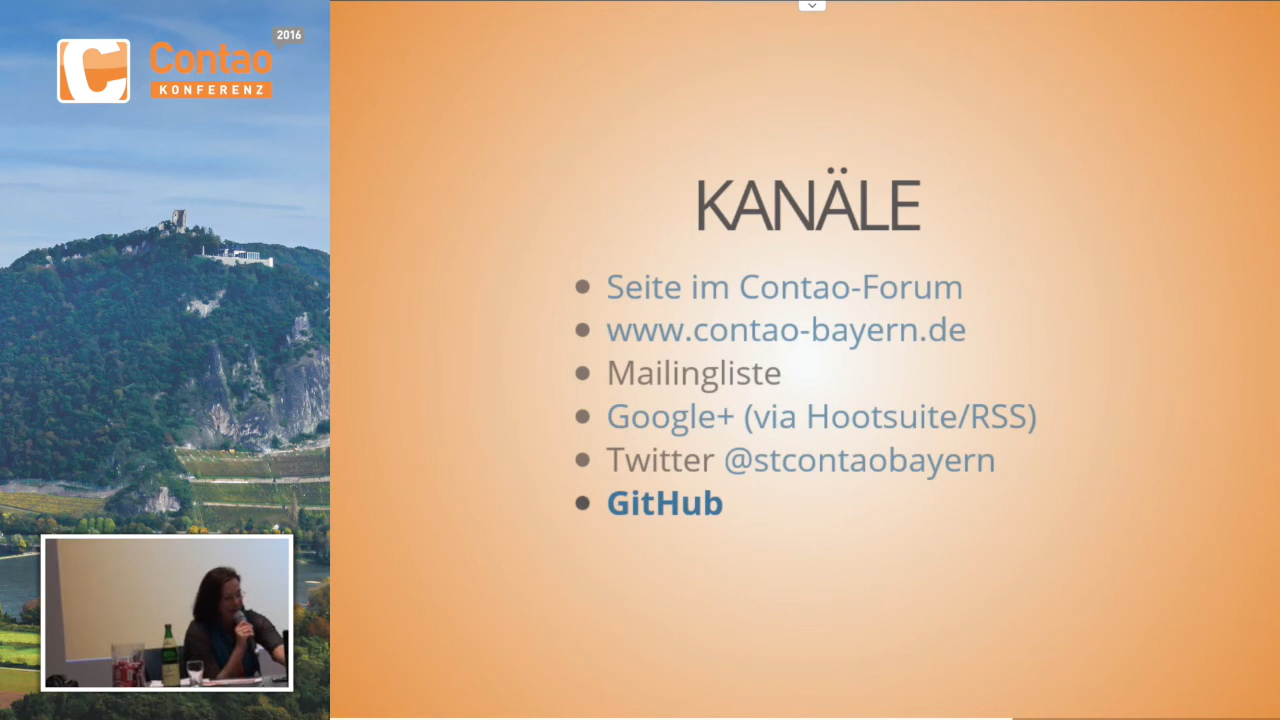 2016
Contao
KONFERENZ
KANÄLE
Seite im Contao-Forum
www.contao-bayern.de
Mailingliste
Google+ (via Hootsuite/RSS)
Twitter @stcontaobayern
GitHub